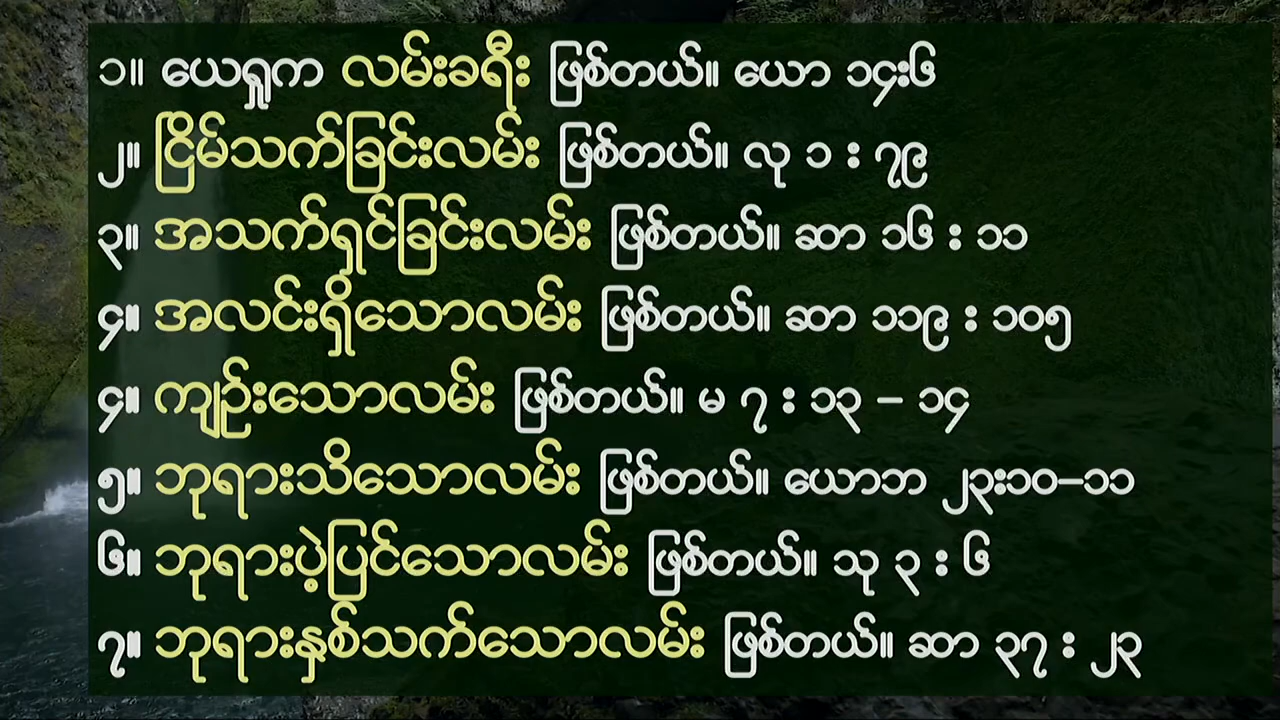 ၁။ ယေရှုက လမ်းခရီး ဖြစ်တယ်။ ယော ၁၄း၆
၂။ ငြိမ်သက်ခြင်းလမ်း ဖြစ်တယ်။ လု ၁ : ၇၉
၃။ အသက်ရှင်ခြင်းလမ်း ဖြစ်တယ်။ ဆာ ၁၆ : ၁၁
၄။ အလင်းရှိသောလမ်း ဖြစ်တယ်။ ဆာ ၁၁၉ : ၁၀၅
၄။ ကျဉ်းသောလမ်း ဖြစ်တယ်။ မ ၇ : ၁၃ – ၁၄
၅။ ဘုရားသိသောလမ်း ဖြစ်တယ်။ ယောဘ ၂၃း၁၀–၁၁
၆။ ဘုရားပဲ့ပြင်သောလမ်း ဖြစ်တယ်။ သု ၃ : ၆
၇။ ဘုရားနှစ်သက်သောလမ်း ဖြစ်တယ်။ ဆာ ၃၇ : ၂၃